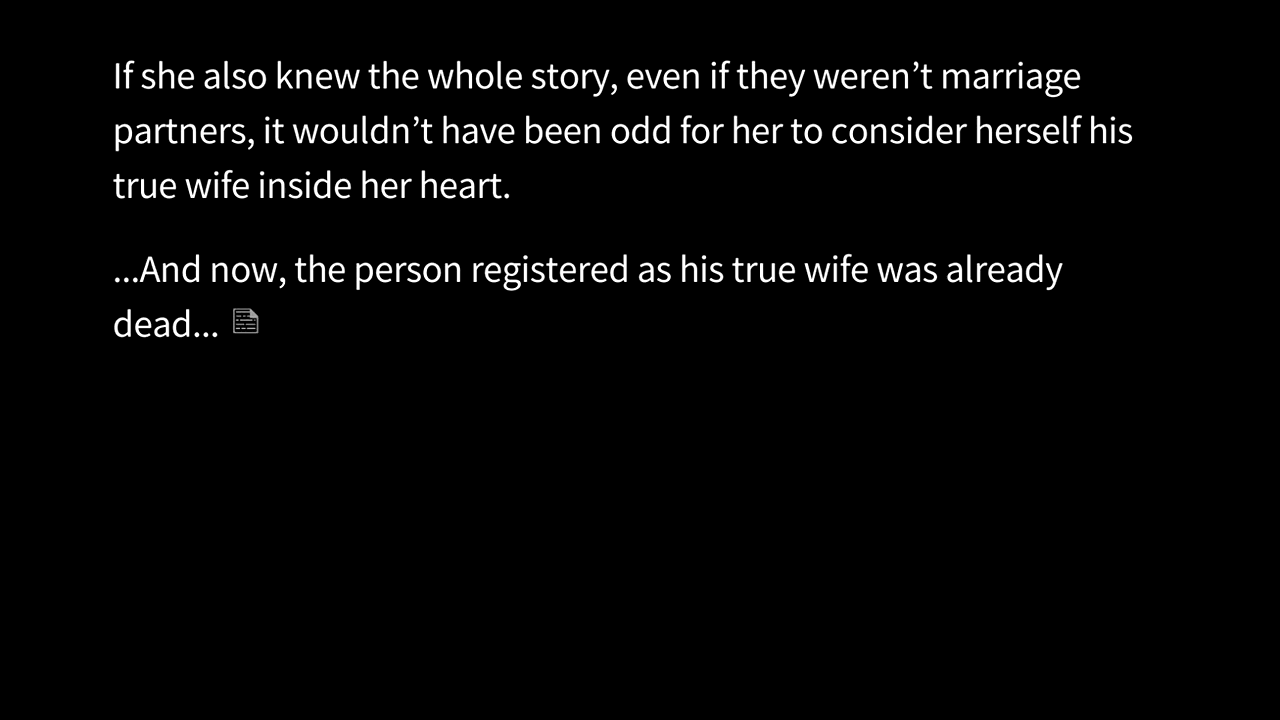 If she also knew the whole story, even if they weren’t marriage
partners, it wouldn’t have been odd for her to consider herself his
true wife inside her heart.
...And now, the person registered as his true wife was already
dead...